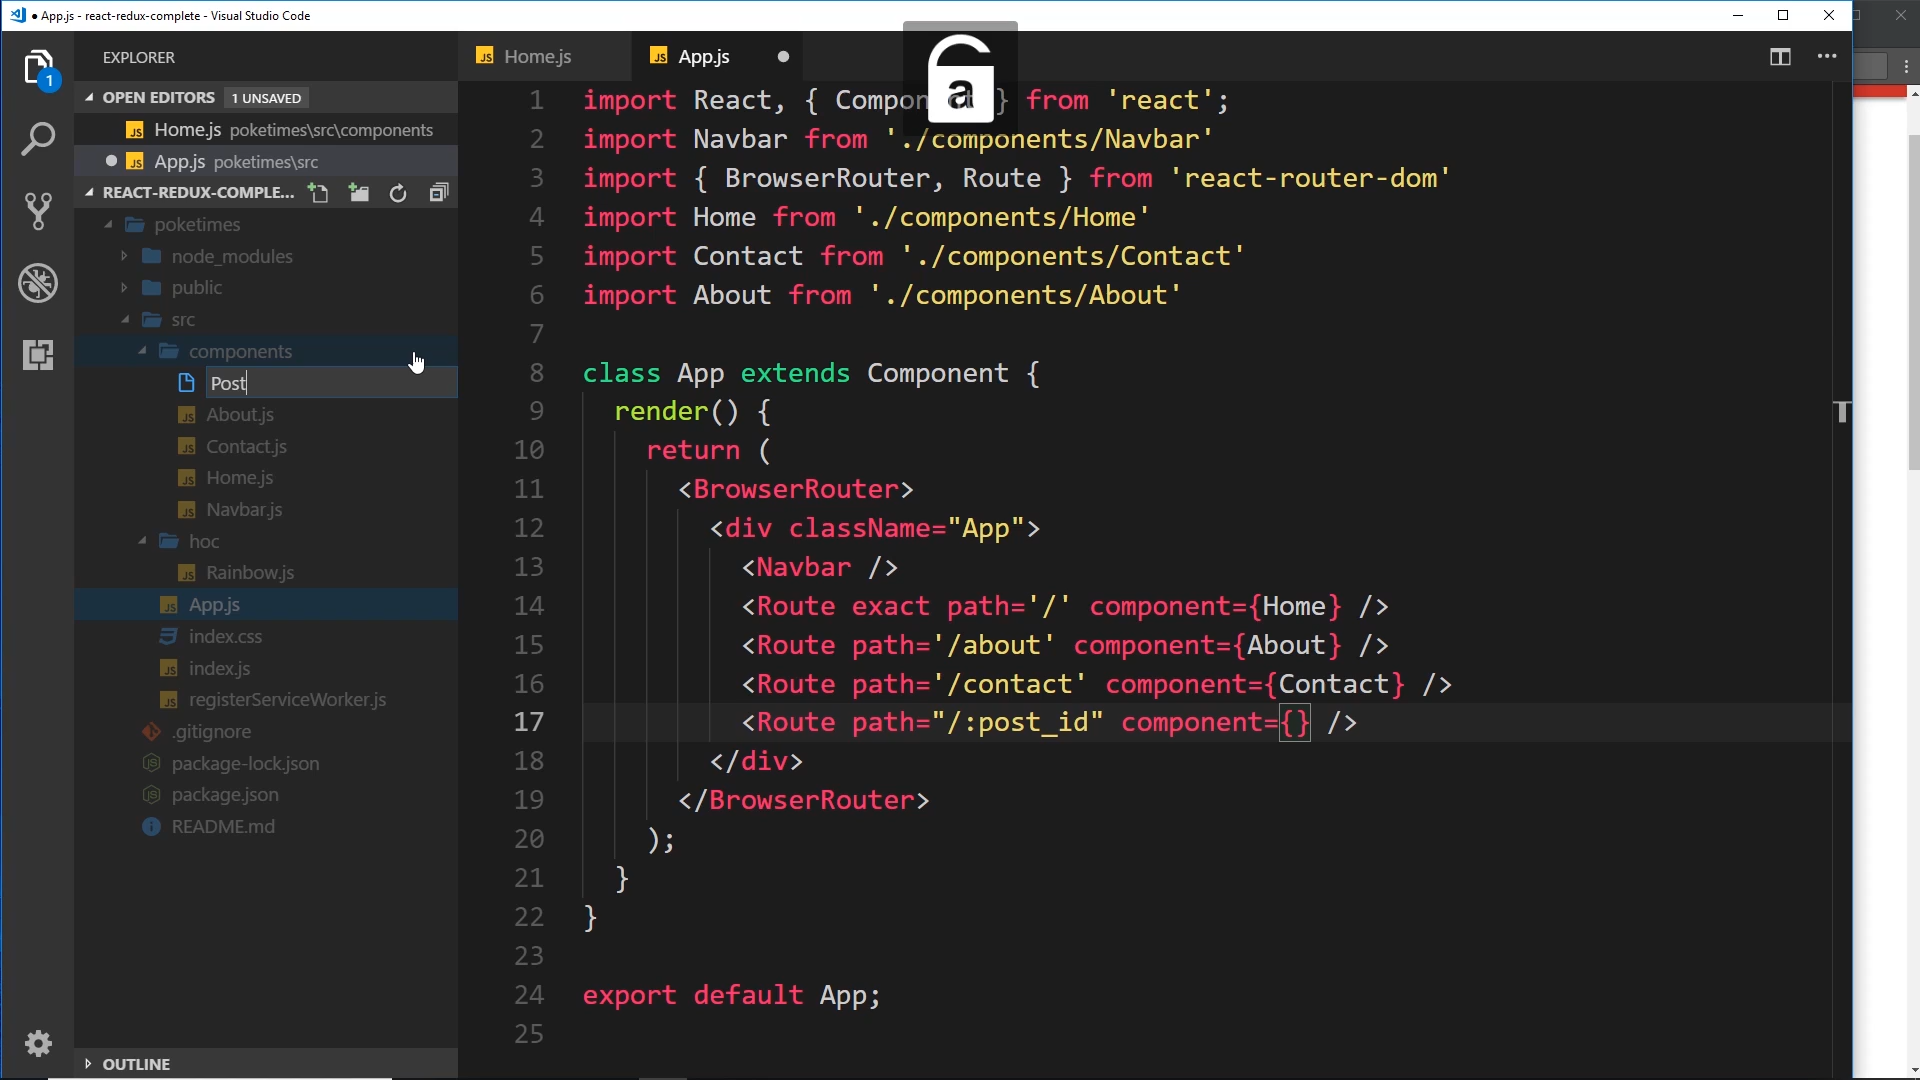 App.js - react-redux-complete - Visual Studio Code
EXPLORER
OPEN EDITORS 1 UNSAVED
Home.js poketimes\src\components
App.js poketimes\src
REACT-REDUX-COMPLE...
poketimes
node_modules
public
src
components
Post
About.js
Contact.js
Home.js
Navbar.js
hoc
Rainbow.js
App.js
index.css
index.js
registerServiceWorker.js
.gitignore
package-lock.json
package.json
README.md
OUTLINE
1
Home.js
App.js
a
1 import React, { Compon } from 'react';
2 import Navbar from './components/Navbar'
3 import { BrowserRouter, Route } from 'react-router-dom'
4 import Home from './components/Home'
5 import Contact from './components/Contact'
6 import About from './components/About'
7
8 class App extends Component {
9 render() {
10 return (
11 <BrowserRouter>
12 <div className="App">
13 <Navbar />
14 <Route exact path='/' component={Home} />
15 <Route path='/about' component={About} />
16 <Route path='/contact' component={Contact} />
17 <Route path="/:post_id" component={} />
18 </div>
19 </BrowserRouter>
20 );
21 }
22 }
23
24 export default App;
25